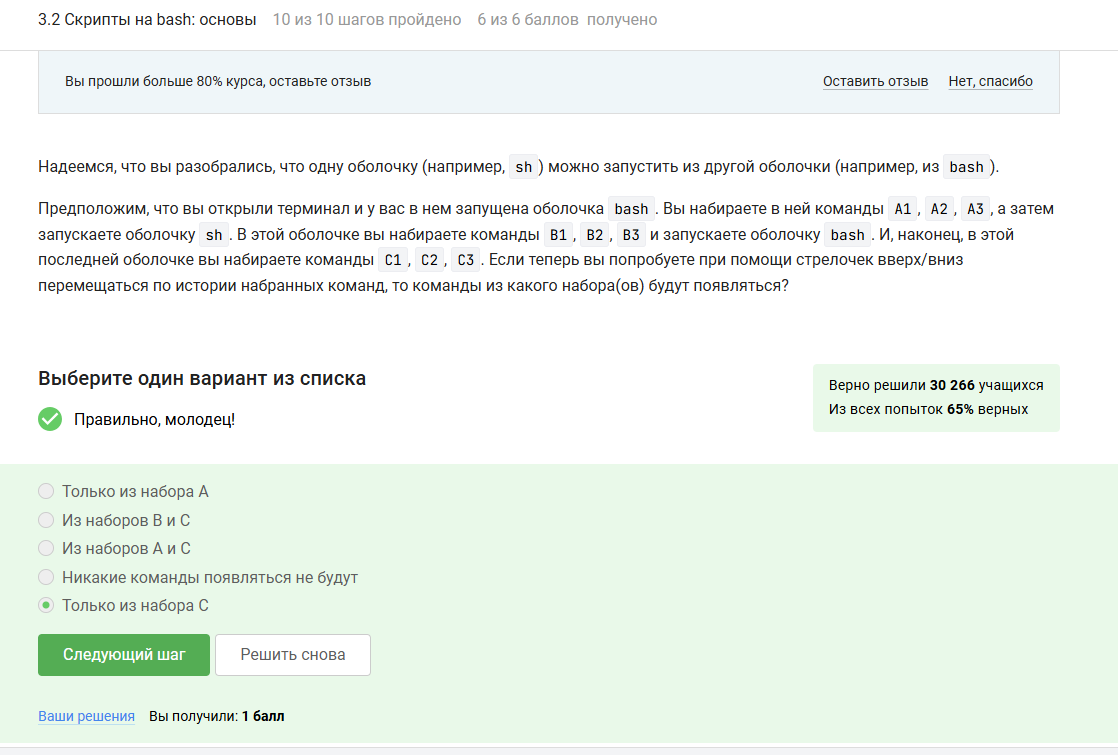 3.2 Скрипты на bash: основы 10 из 10 шагов пройдено 6 из 6 баллов получено
Вы прошли больше 80% курса, оставьте отзыв Оставить отзыв Нет, спасибо
Надеемся, что вы разобрались, что одну оболочку (например, sh) можно запустить из другой оболочки (например, из bash).
Предположим, что вы открыли терминал и у вас в нем запущена оболочка bash. Вы набираете в ней команды A1, A2, A3, а затем
запускаете оболочку sh. В этой оболочке вы набираете команды B1, B2, B3 и запускаете оболочку bash. И, наконец, в этой
последней оболочке вы набираете команды C1, C2, C3. Если теперь вы попробуете при помощи стрелочек вверх/вниз
перемещаться по истории набранных команд, то команды из какого набора(ов) будут появляться?
Выберите один вариант из списка
Правильно, молодец!
Верно решили 30 266 учащихся
Из всех попыток 65% верных
Только из набора A
Из наборов B и C
Из наборов A и C
Никакие команды появляться не будут
Только из набора C
Следующий шаг Решить снова
Ваши решения Вы получили: 1 балл